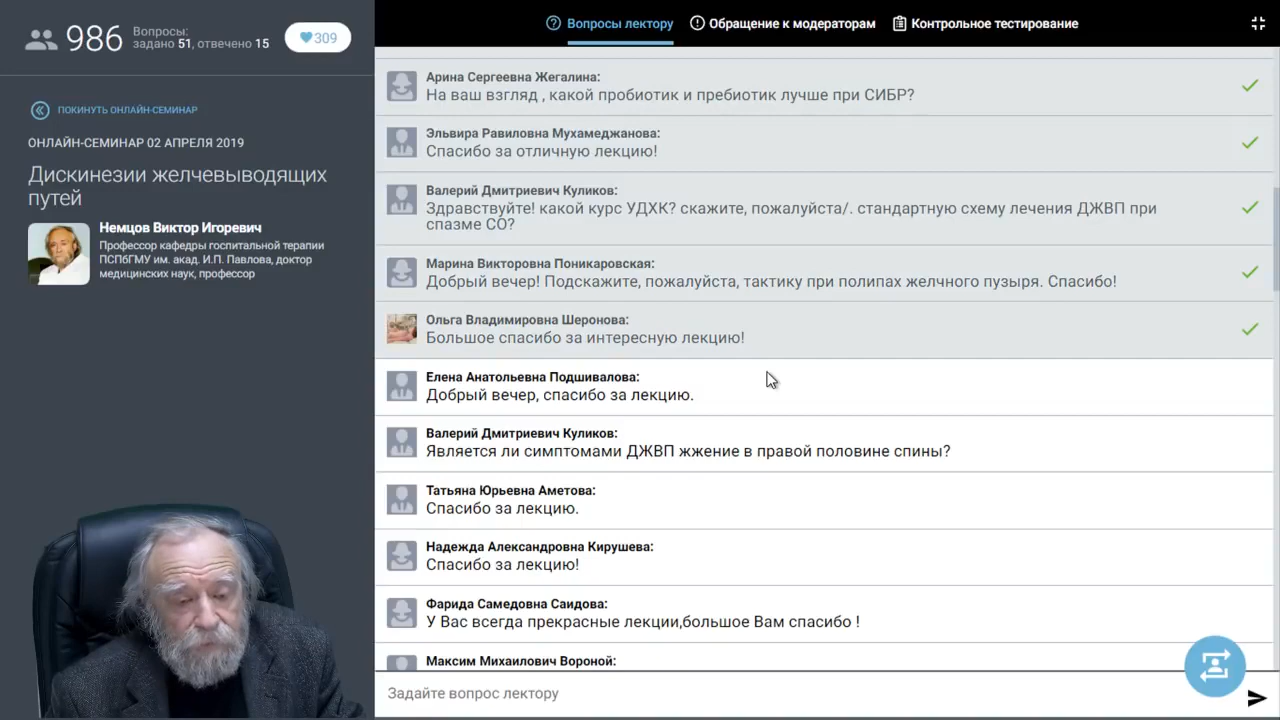 986
Вопросы:
задано 51, отвечено 15
309
ПОКИНУТЬ ОНЛАЙН-СЕМИНАР
ОНЛАЙН-СЕМИНАР 02 АПРЕЛЯ 2019
Дискинезии желчевыводящих
путей
Немцов Виктор Игоревич
Профессор кафедры госпитальной терапии
ПСПбГМУ им. акад. И.П. Павлова, доктор
медицинских наук, профессор
Вопросы лектору
Обращение к модераторам
Контрольное тестирование
Арина Сергеевна Жегалина:
На ваш взгляд , какой пробиотик и пребиотик лучше при СИБР?
Эльвира Равиловна Мухамеджанова:
Спасибо за отличную лекцию!
Валерий Дмитриевич Куликов:
Здравствуйте! какой курс УДХК? скажите, пожалуйста/. стандартную схему лечения ДЖВП при
спазме СО?
Марина Викторовна Поникаровская:
Добрый вечер! Подскажите, пожалуйста, тактику при полипах желчного пузыря. Спасибо!
Ольга Владимировна Шеронова:
Большое спасибо за интересную лекцию!
Елена Анатольевна Подшивалова:
Добрый вечер, спасибо за лекцию.
Валерий Дмитриевич Куликов:
Является ли симптомами ДЖВП жжение в правой половине спины?
Татьяна Юрьевна Аметова:
Спасибо за лекцию.
Надежда Александровна Кирушева:
Спасибо за лекцию!
Фарида Самедовна Саидова:
У Вас всегда прекрасные лекции,большое Вам спасибо !
Максим Михаилович Вороной:
Задайте вопрос лектору